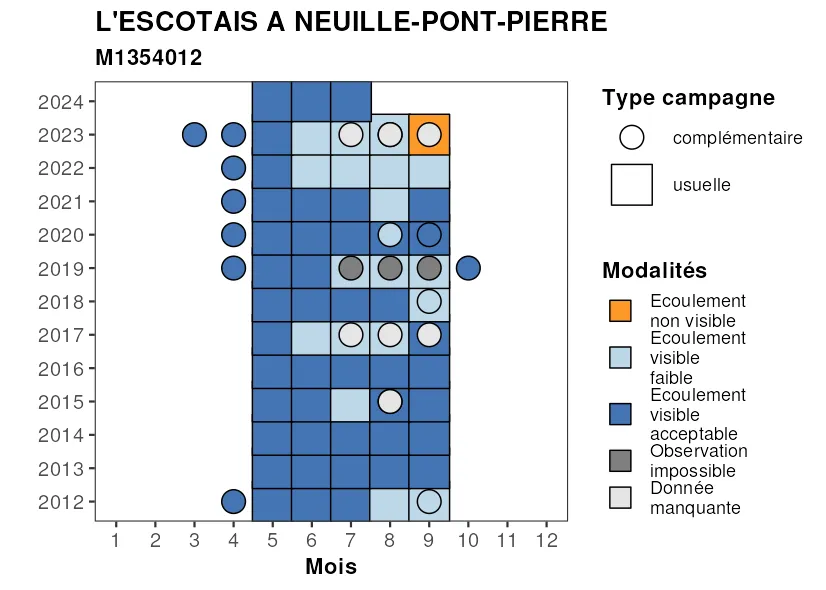 L'ESCOTAIS A NEUILLE-PONT-PIERRE
M1354012
2024
2023
2022
2021
2020
2019
2018
2017
2016
2015
2014
2013
2012
1 2 3 4 5 6 7 8 9 10 11 12
Mois
Type campagne
complémentaire
usuelle
Modalités
Ecoulement
non visible
Ecoulement
visible
faible
Ecoulement
visible
acceptable
Observation
impossible
Donnée
manquante